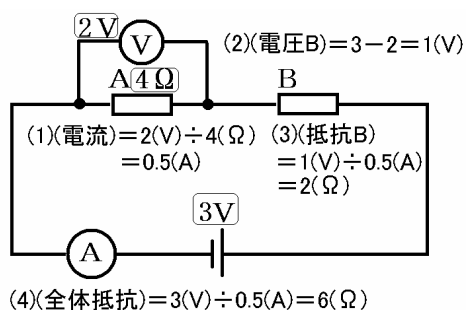 2V
V
(2)(電圧B)=3-2=1(V)
A 4Ω
B
(1)(電流)=2(V)÷4(Ω)
=0.5(A)
(3)(抵抗B)
=1(V)÷0.5(A)
=2(Ω)
3V
A
(4)(全体抵抗)=3(V)÷0.5(A)=6(Ω)